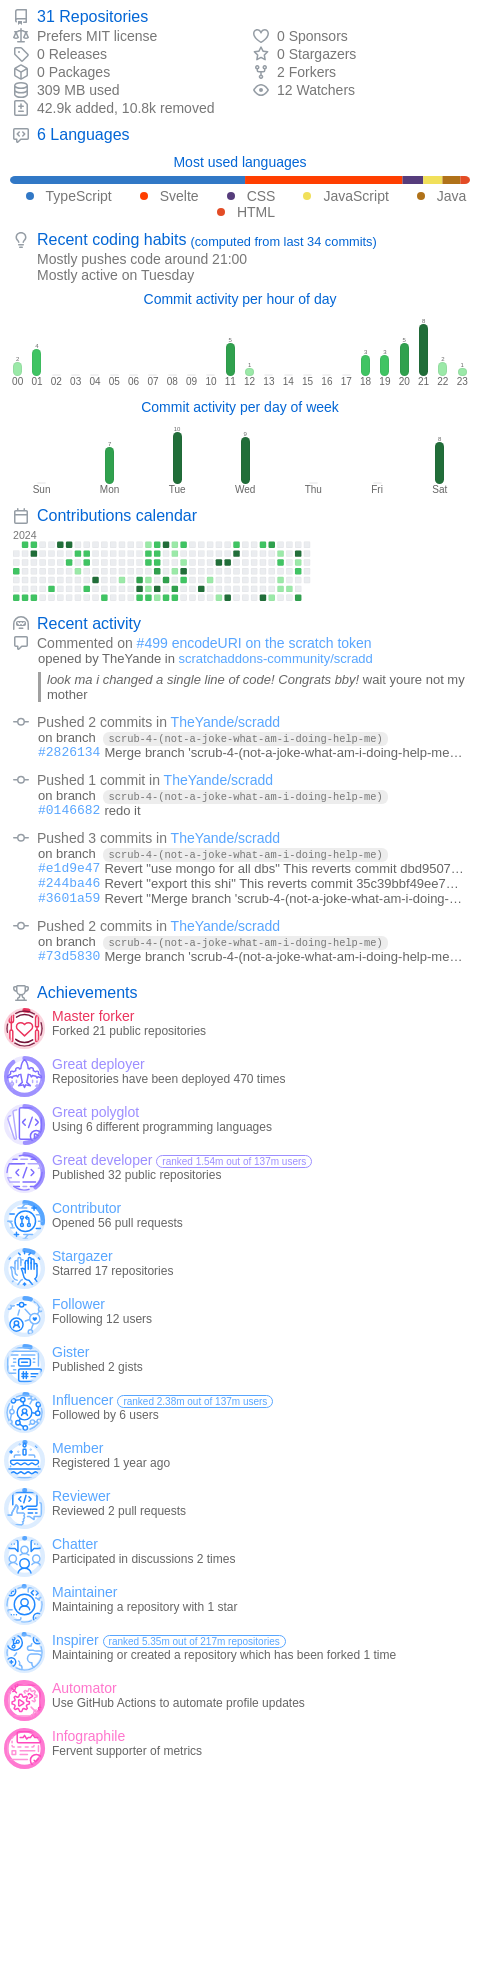 31 Repositories
Prefers MIT license
0 Sponsors
0 Releases
0 Stargazers
0 Packages
2 Forkers
309 MB used
12 Watchers
42.9k added, 10.8k removed
6 Languages
Most used languages
TypeScript Svelte CSS JavaScript Java
HTML
Recent coding habits (computed from last 34 commits)
Mostly pushes code around 21:00
Mostly active on Tuesday
Commit activity per hour of day
2 4 5 1 3 3 5 8 2 1
00 01 02 03 04 05 06 07 08 09 10 11 12 13 14 15 16 17 18 19 20 21 22 23
Commit activity per day of week
7 10 9 8
Sun Mon Tue Wed Thu Fri Sat
Contributions calendar
2024
Recent activity
Commented on #499 encodeURI on the scratch token
opened by TheYande in scratchaddons-community/scradd
look ma i changed a single line of code! Congrats bby! wait youre not my
mother
Pushed 2 commits in TheYande/scradd
on branch scrub-4-(not-a-joke-what-am-i-doing-help-me)
#2826134 Merge branch 'scrub-4-(not-a-joke-what-am-i-doing-help-me…
Pushed 1 commit in TheYande/scradd
on branch scrub-4-(not-a-joke-what-am-i-doing-help-me)
#0146682 redo it
Pushed 3 commits in TheYande/scradd
on branch scrub-4-(not-a-joke-what-am-i-doing-help-me)
#e1d9e47 Revert "use mongo for all dbs" This reverts commit dbd9507…
#244ba46 Revert "export this shi" This reverts commit 35c39bbf49ee7…
#3601a59 Revert "Merge branch 'scrub-4-(not-a-joke-what-am-i-doing-…
Pushed 2 commits in TheYande/scradd
on branch scrub-4-(not-a-joke-what-am-i-doing-help-me)
#73d5830 Merge branch 'scrub-4-(not-a-joke-what-am-i-doing-help-me…
Achievements
Master forker
Forked 21 public repositories
Great deployer
Repositories have been deployed 470 times
Great polyglot
Using 6 different programming languages
Great developer ranked 1.54m out of 137m users
Published 32 public repositories
Contributor
Opened 56 pull requests
Stargazer
Starred 17 repositories
Follower
Following 12 users
Gister
Published 2 gists
Influencer ranked 2.38m out of 137m users
Followed by 6 users
Member
Registered 1 year ago
Reviewer
Reviewed 2 pull requests
Chatter
Participated in discussions 2 times
Maintainer
Maintaining a repository with 1 star
Inspirer ranked 5.35m out of 217m repositories
Maintaining or created a repository which has been forked 1 time
Automator
Use GitHub Actions to automate profile updates
Infographile
Fervent supporter of metrics